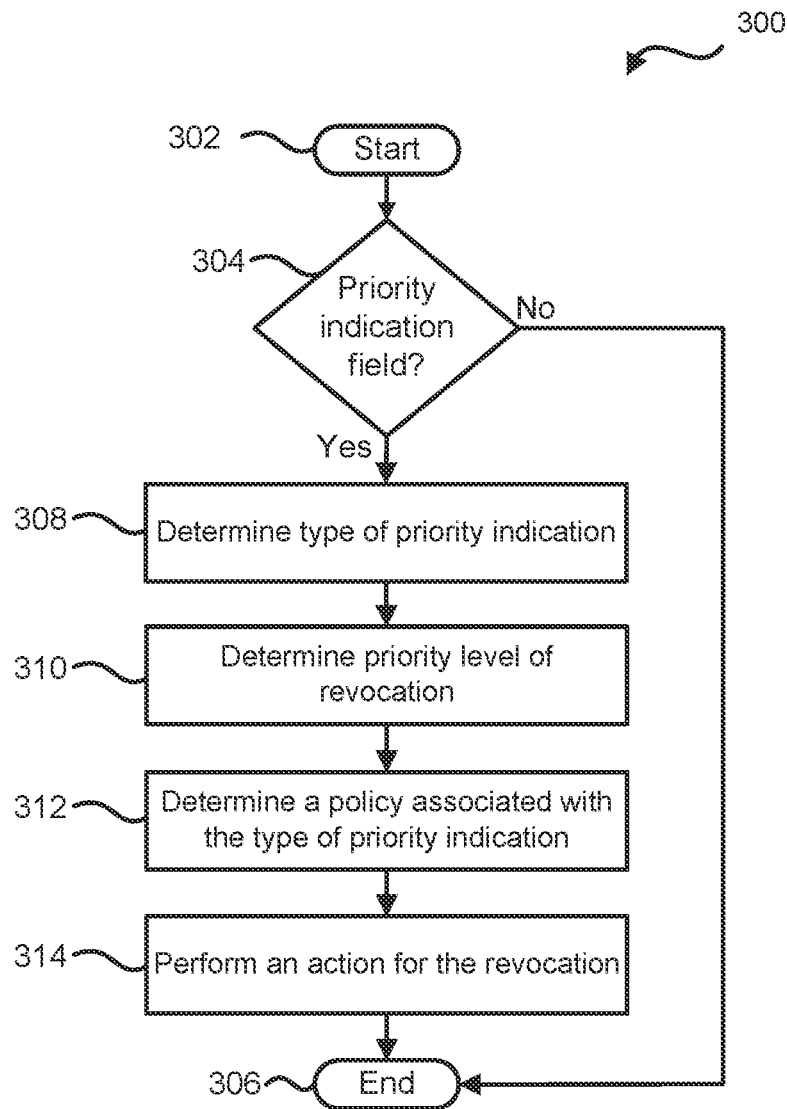 300
302
Start
304
Priority
indication
field?
No
Yes
308
Determine type of priority indication
310
Determine priority level of
revocation
312
Determine a policy associated with
the type of priority indication
314
Perform an action for the revocation
306
End